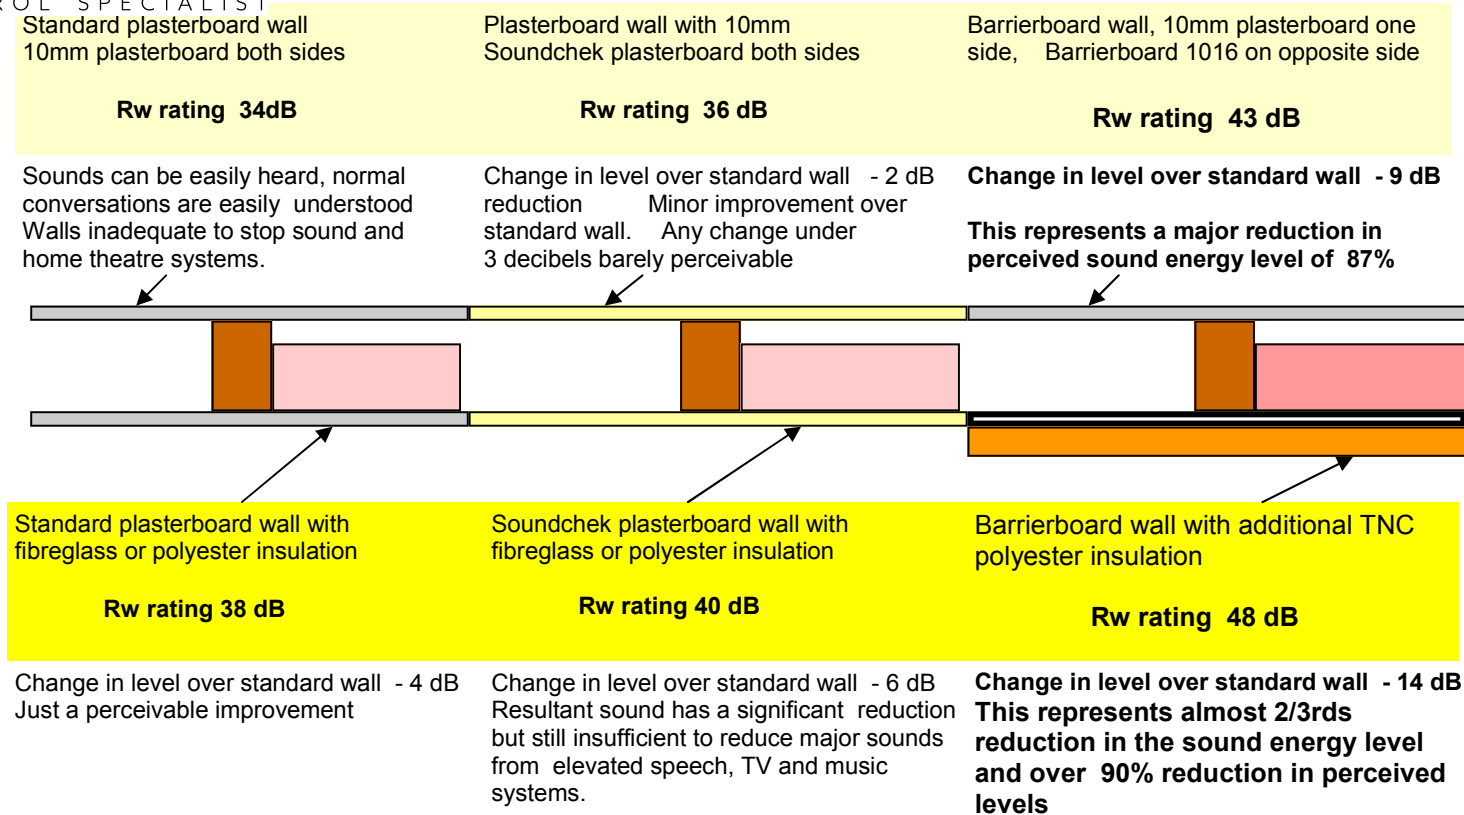 ROL SPECIALIST
Standard plasterboard wall
10mm plasterboard both sides
Rw rating 34dB
Plasterboard wall with 10mm
Soundchek plasterboard both sides
Rw rating 36 dB
Barrierboard wall, 10mm plasterboard one
side, Barrierboard 1016 on opposite side
Rw rating 43 dB
Sounds can be easily heard, normal
conversations are easily understood
Walls inadequate to stop sound and
home theatre systems.
Change in level over standard wall - 2 dB
reduction Minor improvement over
standard wall. Any change under
3 decibels barely perceivable
Change in level over standard wall - 9 dB
This represents a major reduction in
perceived sound energy level of 87%
Standard plasterboard wall with
fibreglass or polyester insulation
Rw rating 38 dB
Soundchek plasterboard wall with
fibreglass or polyester insulation
Rw rating 40 dB
Barrierboard wall with additional TNC
polyester insulation
Rw rating 48 dB
Change in level over standard wall - 4 dB
Just a perceivable improvement
Change in level over standard wall - 6 dB
Resultant sound has a significant reduction
but still insufficient to reduce major sounds
from elevated speech, TV and music
systems.
Change in level over standard wall - 14 dB
This represents almost 2/3rds
reduction in the sound energy level
and over 90% reduction in perceived
levels